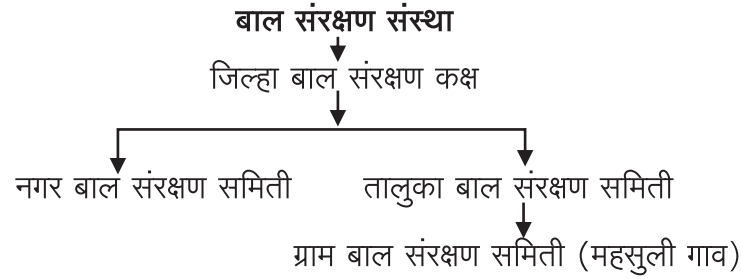 बाल संरक्षण संस्था
जिल्हा बाल संरक्षण कक्ष
नगर बाल संरक्षण समिती
तालुका बाल संरक्षण समिती
ग्राम बाल संरक्षण समिती (महसुली गाव)